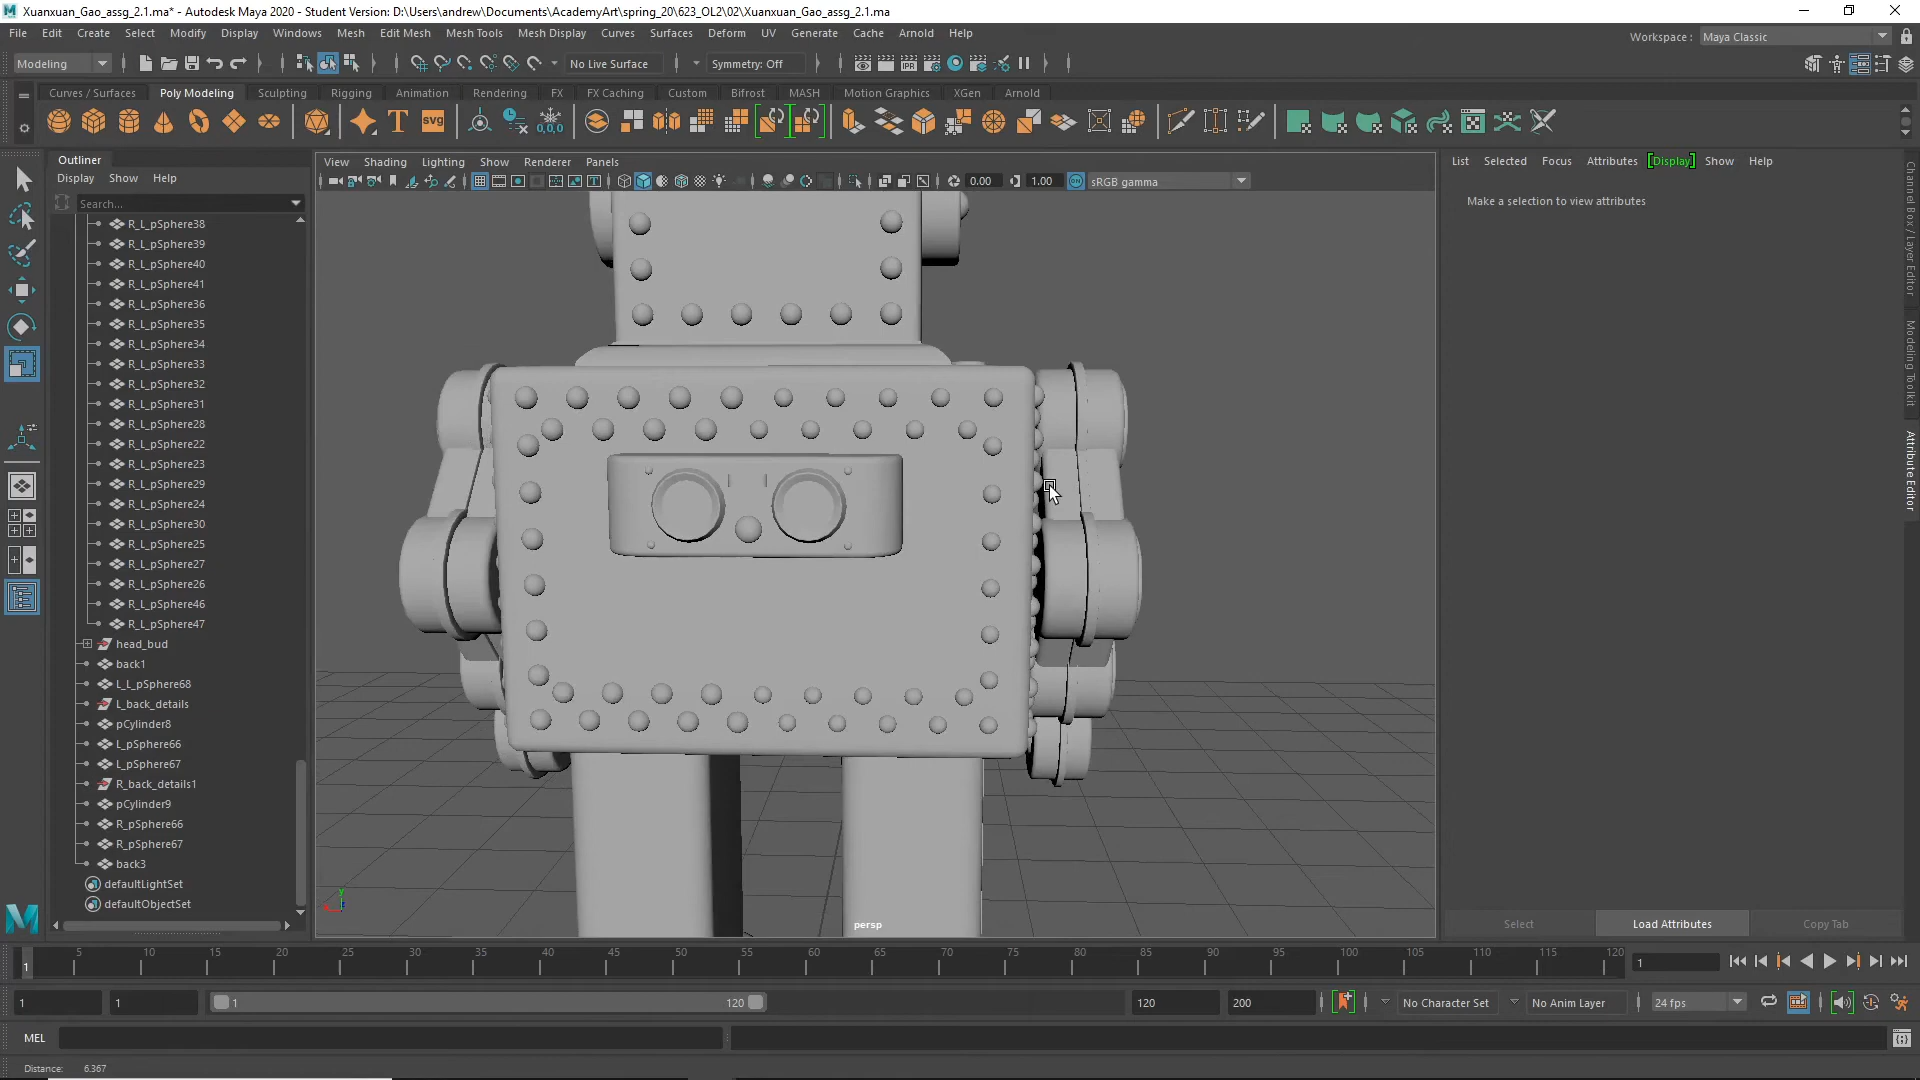 Xuanxuan_Gao_assg_2.1.ma* - Autodesk Maya 2020 - Student Version: D:\Users\andrew\Documents\AcademyArt\spring_20\623_OL2\02\Xuanxuan_Gao_assg_2.1.ma
File Edit Create Select Modify Display Windows Mesh Edit Mesh Mesh Tools Mesh Display Curves Surfaces Deform UV Generate Cache Arnold Help
Workspace : Maya Classic
Modeling No Live Surface Symmetry: Off
Curves / Surfaces Poly Modeling Sculpting Rigging Animation Rendering FX FX Caching Custom Bifrost MASH Motion Graphics XGen Arnold
Outliner
Display Show Help
Search...
R_L_pSphere38
R_L_pSphere39
R_L_pSphere40
R_L_pSphere41
R_L_pSphere36
R_L_pSphere35
R_L_pSphere34
R_L_pSphere33
R_L_pSphere32
R_L_pSphere31
R_L_pSphere28
R_L_pSphere22
R_L_pSphere23
R_L_pSphere29
R_L_pSphere24
R_L_pSphere30
R_L_pSphere25
R_L_pSphere27
R_L_pSphere26
R_L_pSphere46
R_L_pSphere47
head_bud
back1
L_L_pSphere68
L_back_details
pCylinder8
L_pSphere66
L_pSphere67
R_back_details1
pCylinder9
R_pSphere66
R_pSphere67
back3
defaultLightSet
defaultObjectSet
View Shading Lighting Show Renderer Panels
0.00 1.00 sRGB gamma
persp
List Selected Focus Attributes [Display] Show Help
Make a selection to view attributes
Select Load Attributes Copy Tab
Channel Box / Layer Editor
Modeling Toolkit
Attribute Editor
1 5 10 15 20 25 30 35 40 45 50 55 60 65 70 75 80 85 90 95 100 105 110 115 120 1
1 1 1 120 120 200 No Character Set No Anim Layer 24 fps
MEL
Distance: 6.367